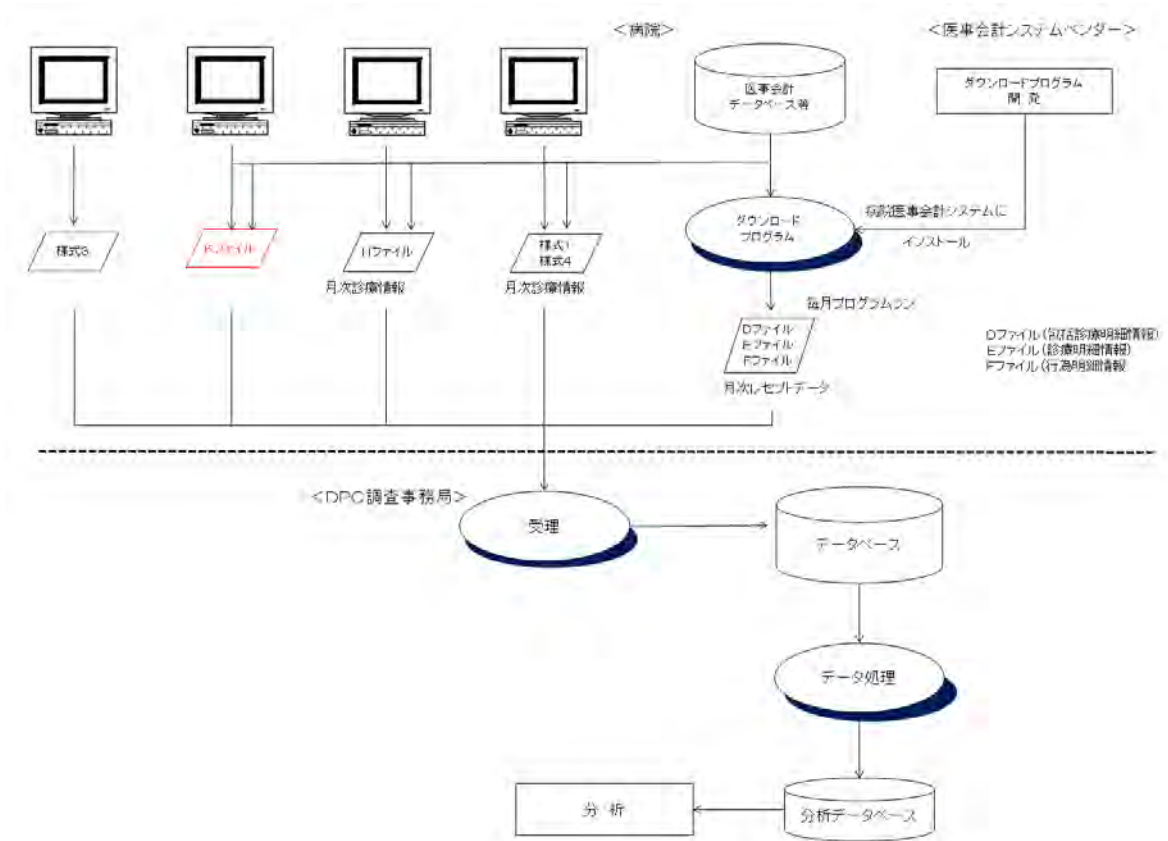 ＜病院＞
＜医事会計システムベンダー＞
医事会計
データベース等
ダウンロードプログラム
開発
病院医事会計システムに
インストール
ダウンロード
プログラム
様式3
Hファイル
様式1
様式4
月次診療情報
月次診療情報
毎月プログラムラン
Dファイル
Eファイル
Fファイル
月次レセプトデータ
Dファイル(包括診療明細情報)
Eファイル(診療明細情報)
Fファイル(行為明細情報
＜DPC調査事務局＞
受理
データベース
データ処理
分析データベース
分析